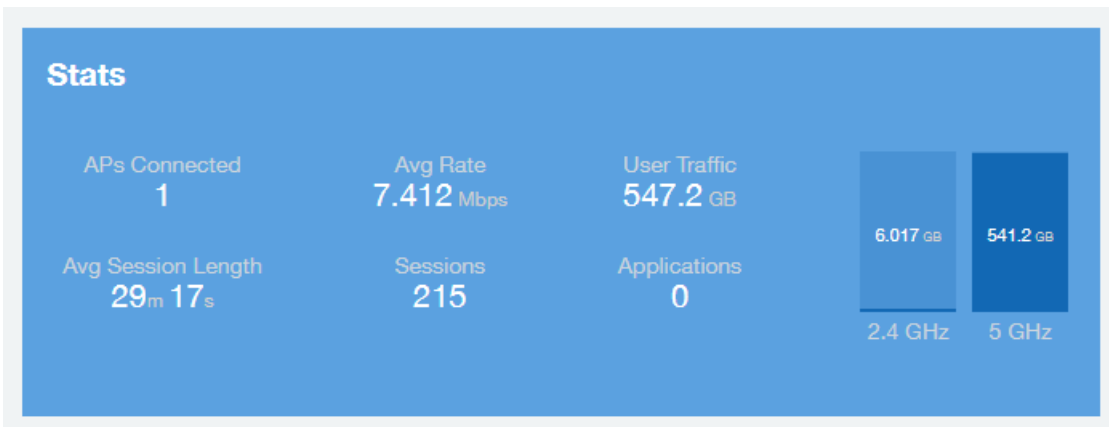 Stats
APs Connected
1
Avg Rate
7.412 Mbps
User Traffic
547.2 GB
Avg Session Length
29m 17s
Sessions
215
Applications
0
6.017 GB
541.2 GB
2.4 GHz
5 GHz